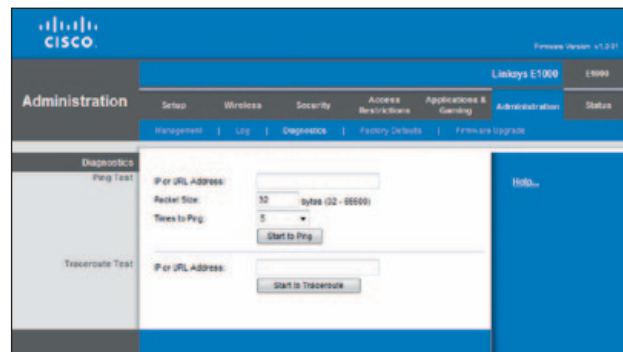 CISCO
Firmware Version: v1.3.01
Linksys E1000 E1000
Administration
Setup Wireless Security Access Restrictions Applications & Gaming Administration Status
Management | Log | Diagnostics | Factory Defaults | Firmware Upgrade
Diagnostics
Ping Test
IP or URL Address:
Packet Size: 32 bytes (32 - 65500)
Times to Ping: 5
Start to Ping
Help...
Traceroute Test
IP or URL Address:
Start to Traceroute